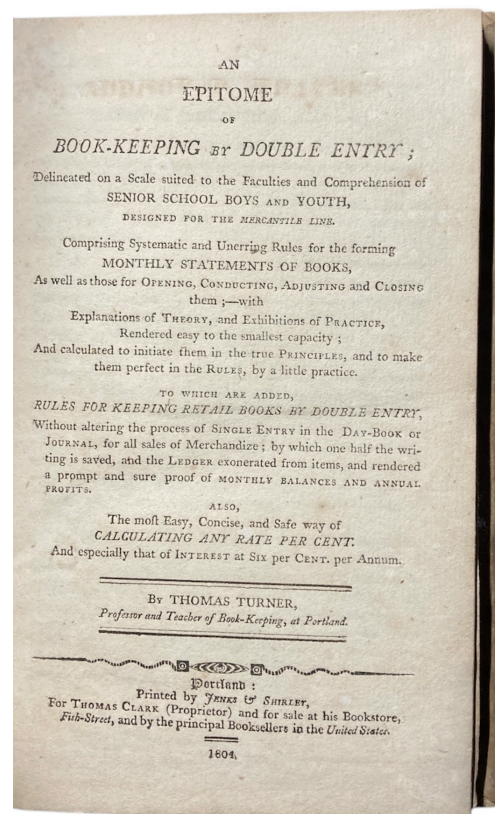 AN
EPITOME
OF
BOOK-KEEPING BY DOUBLE ENTRY;
Delineated on a Scale suited to the Faculties and Comprehension of
SENIOR SCHOOL BOYS AND YOUTH,
DESIGNED FOR THE MERCANTILE LINE.
Comprising Systematic and Unerring Rules for the forming
MONTHLY STATEMENTS OF BOOKS,
As well as those for OPENING, CONDUCTING, ADJUSTING and CLOSING
them ;—with
Explanations of THEORY, and Exhibitions of PRACTICE,
Rendered easy to the smallest capacity ;
And calculated to initiate them in the true PRINCIPLES, and to make
them perfect in the RULES, by a little practice.
TO WHICH ARE ADDED,
RULES FOR KEEPING RETAIL BOOKS BY DOUBLE ENTRY,
Without altering the process of SINGLE ENTRY in the DAY-BOOK or
JOURNAL, for all sales of Merchandize ; by which one half the wri-
ting is saved, and the LEDGER exonerated from items, and rendered
a prompt and sure proof of MONTHLY BALANCES AND ANNUAL
PROFITS.
ALSO,
The moſt Easy, Concise, and Safe way of
CALCULATING ANY RATE PER CENT.
And especially that of INTEREST at SIX per CENT. per Annum.
BY THOMAS TURNER,
Professor and Teacher of Book-Keeping, at Portland.
Portland :
Printed by JENKS & SHIRLEY,
For THOMAS CLARK (Proprietor) and for sale at his Bookstore,
Fish-Street, and by the principal Booksellers in the United States.
1804.